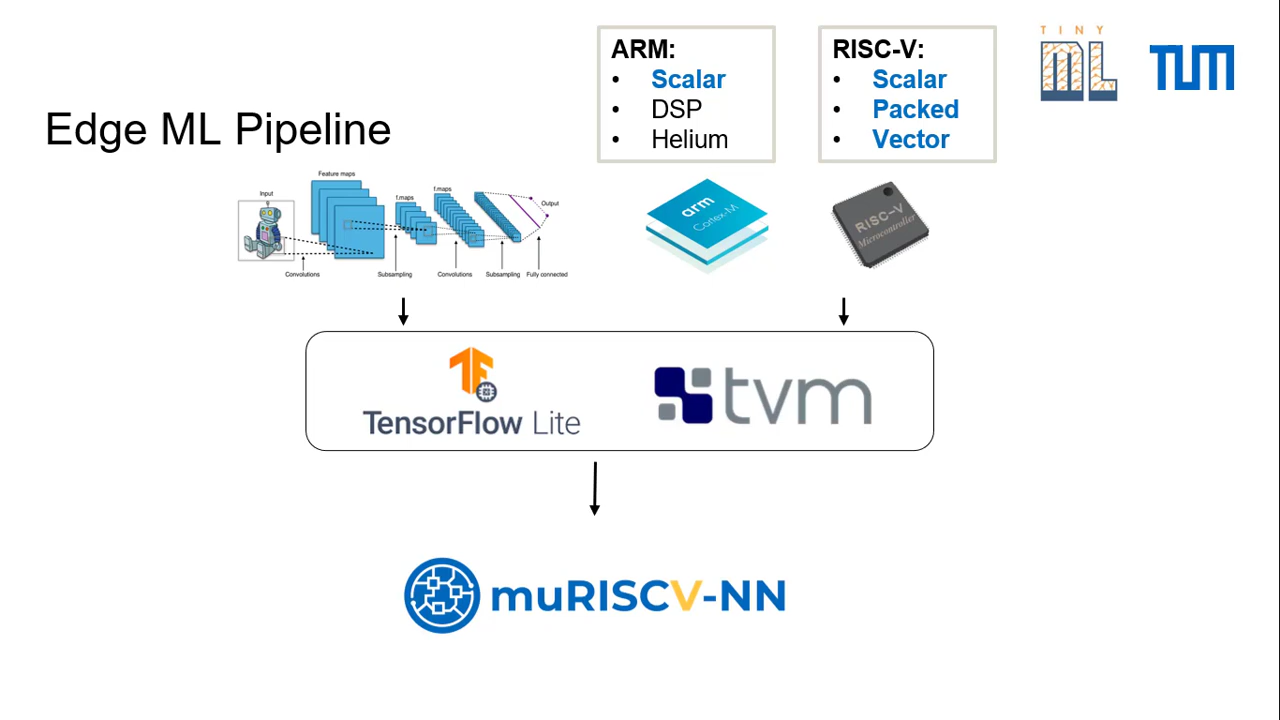 ARM:
• Scalar
• DSP
• Helium
RISC-V:
• Scalar
• Packed
• Vector
TINY
ML
TUM
Edge ML Pipeline
Input
Feature maps
f.maps
f.maps
Output
Convolutions
Subsampling
Convolutions
Subsampling
Fully connected
arm
Cortex-M
RISC-V
Microcontroller
TensorFlow Lite
tvm
muRISCV-NN